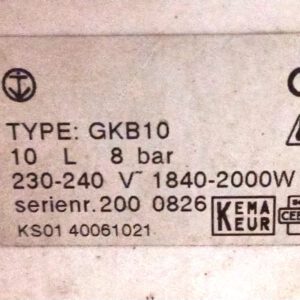 TYPE: GKB10
10 L 8 bar
230-240 V~ 1840-2000W
serienr. 200 0826
KEMA
KEUR
KS01 40061021